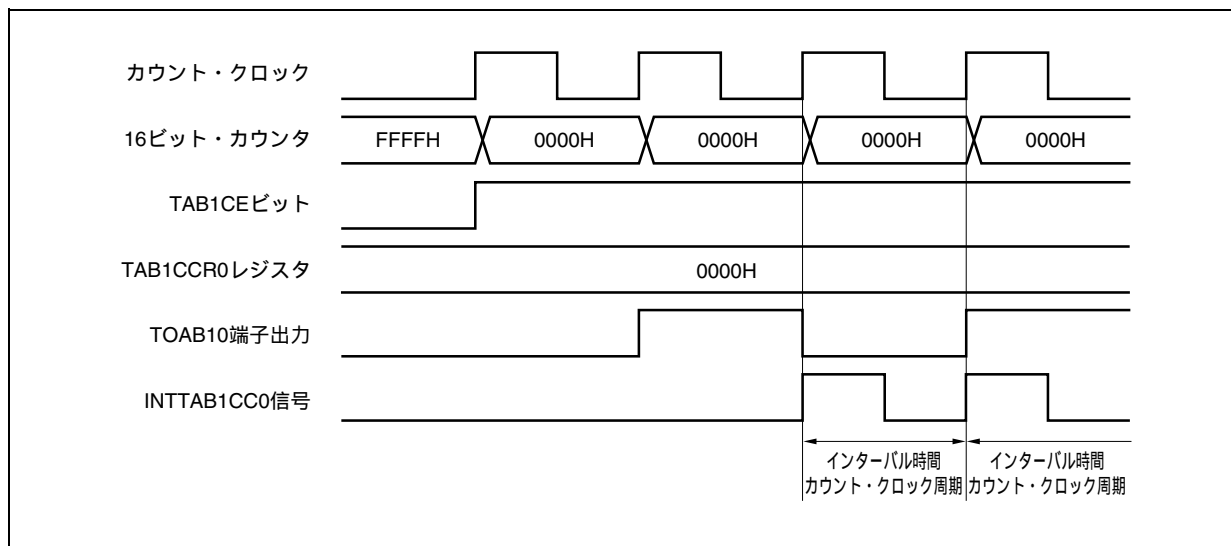 カウント・クロック
16ビット・カウンタ
FFFFH
0000H
0000H
0000H
0000H
TAB1CEビット
TAB1CCR0レジスタ
0000H
TOAB10端子出力
INTTAB1CC0信号
インターバル時間
カウント・クロック周期
インターバル時間
カウント・クロック周期